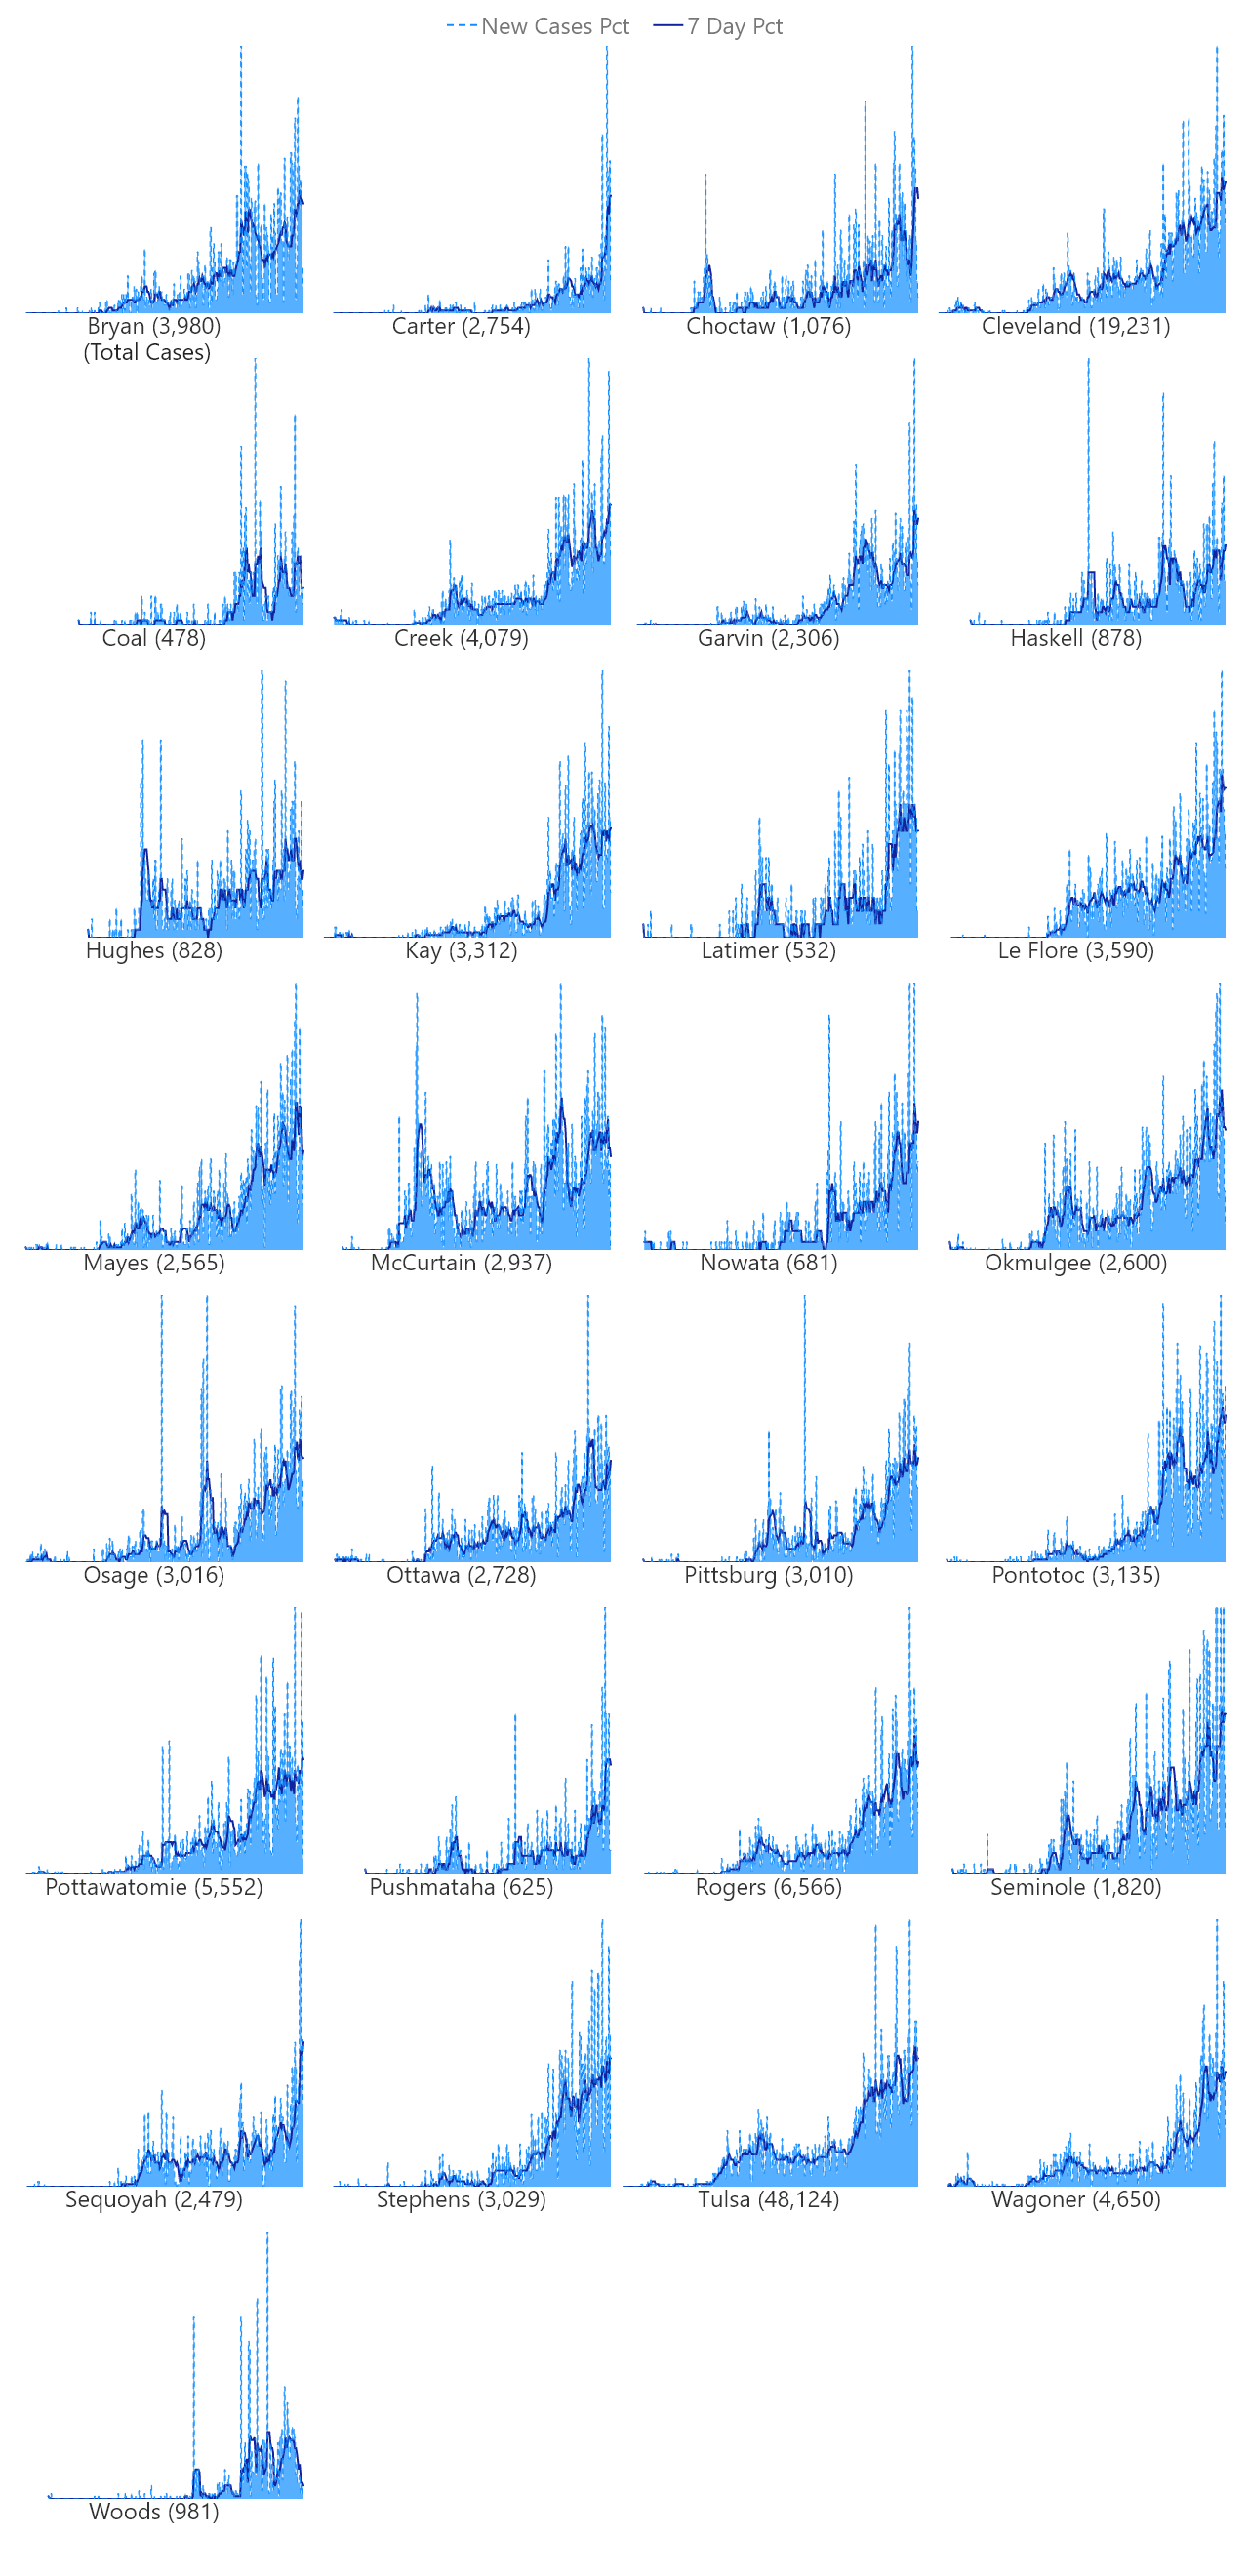 New Cases Pct 7 Day Pct
Bryan (3,980) Carter (2,754) Choctaw (1,076) Cleveland (19,231)
(Total Cases)
Coal (478) Creek (4,079) Garvin (2,306) Haskell (878)
Hughes (828) Kay (3,312) Latimer (532) Le Flore (3,590)
Mayes (2,565) McCurtain (2,937) Nowata (681) Okmulgee (2,600)
Osage (3,016) Ottawa (2,728) Pittsburg (3,010) Pontotoc (3,135)
Pottawatomie (5,552) Pushmataha (625) Rogers (6,566) Seminole (1,820)
Sequoyah (2,479) Stephens (3,029) Tulsa (48,124) Wagoner (4,650)
Woods (981)